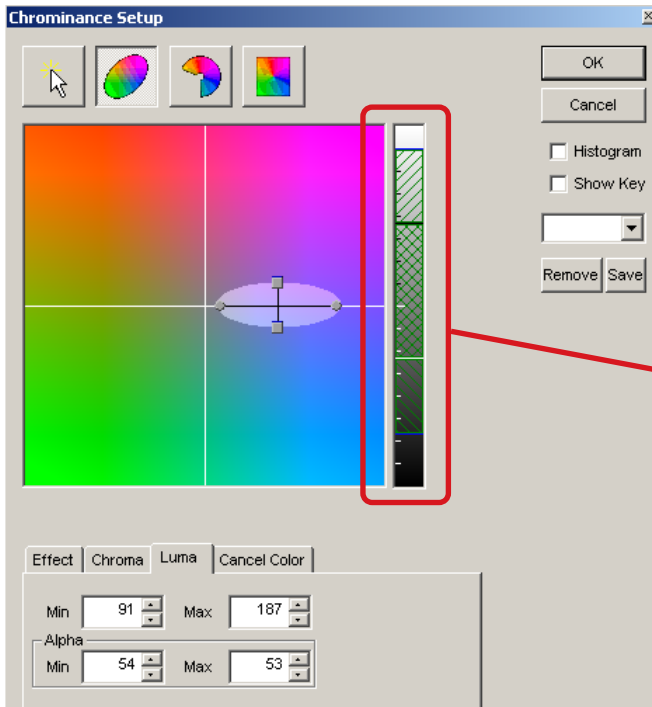 Chrominance Setup
OK
Cancel
Histogram
Show Key
Remove Save
Effect Chroma Luma Cancel Color
Min 91 Max 187
Alpha
Min 54 Max 53